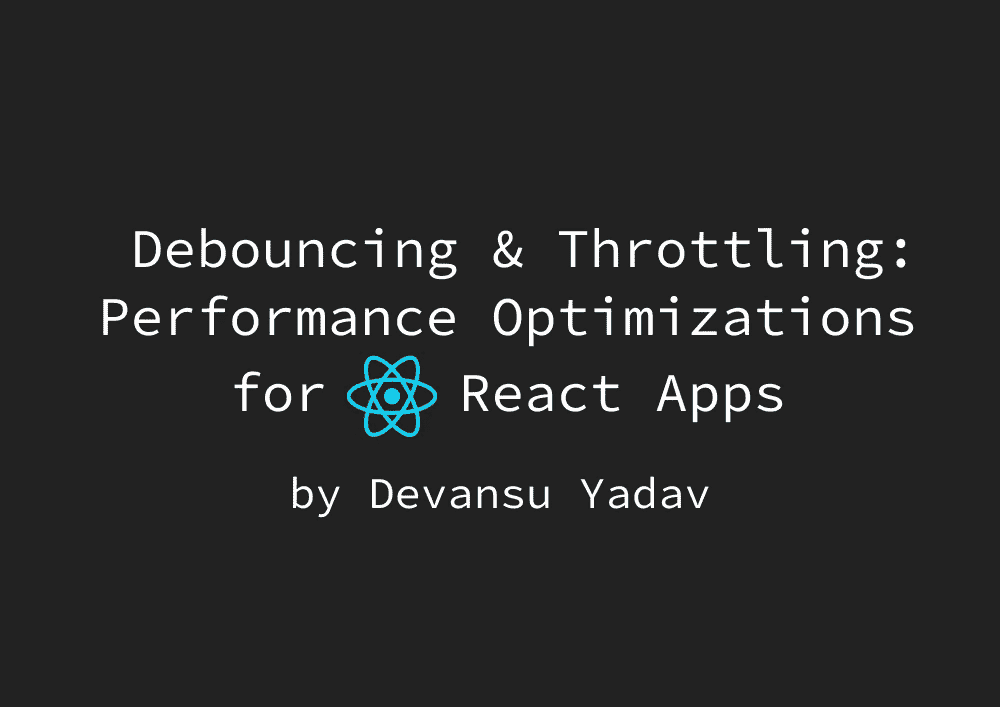 Debouncing & Throttling:
Performance Optimizations
for React Apps
by Devansu Yadav